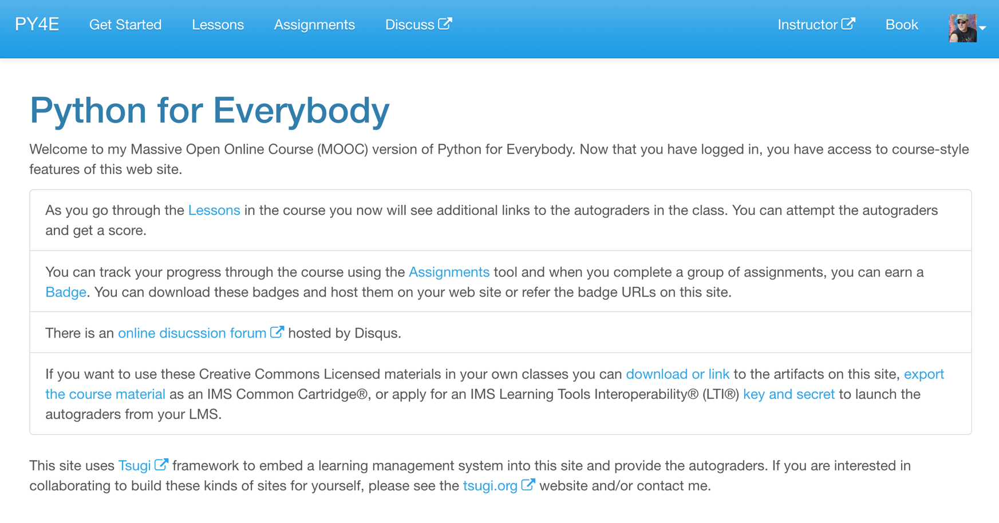 PY4E Get Started Lessons Assignments Discuss Instructor Book
Python for Everybody
Welcome to my Massive Open Online Course (MOOC) version of Python for Everybody. Now that you have logged in, you have access to course-style
features of this web site.
As you go through the Lessons in the course you now will see additional links to the autograders in the class. You can attempt the autograders
and get a score.
You can track your progress through the course using the Assignments tool and when you complete a group of assignments, you can earn a
Badge. You can download these badges and host them on your web site or refer the badge URLs on this site.
There is an online disucssion forum hosted by Disqus.
If you want to use these Creative Commons Licensed materials in your own classes you can download or link to the artifacts on this site, export
the course material as an IMS Common Cartridge®, or apply for an IMS Learning Tools Interoperability® (LTI®) key and secret to launch the
autograders from your LMS.
This site uses Tsugi framework to embed a learning management system into this site and provide the autograders. If you are interested in
collaborating to build these kinds of sites for yourself, please see the tsugi.org website and/or contact me.